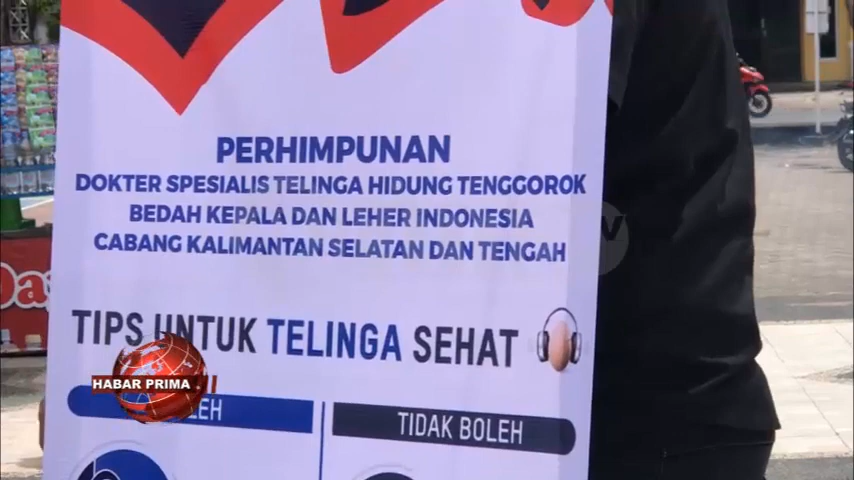 PERHIMPUNAN
DOKTER SPESIALIS TELINGA HIDUNG TENGGOROK
BEDAH KEPALA DAN LEHER INDONESIA
CABANG KALIMANTAN SELATAN DAN TENGAH
TIPS UNTUK TELINGA SEHAT
HABAR PRIMA
TIDAK BOLEH